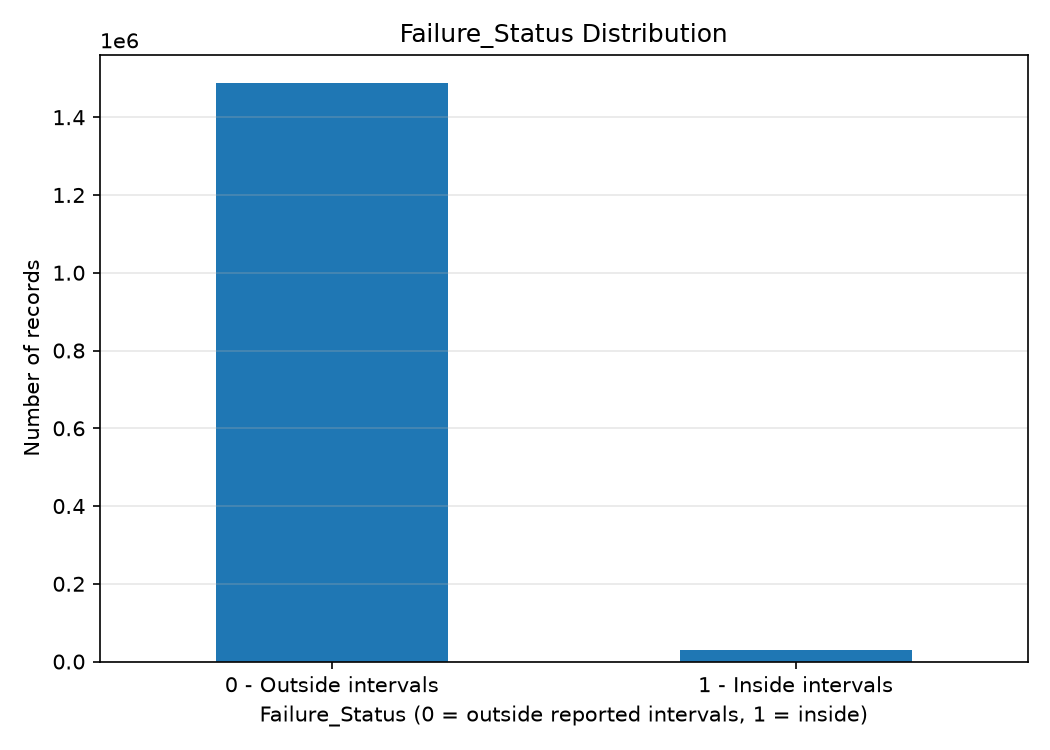 Failure_Status Distribution
1e6
1.4
1.2
1.0
0.8
0.6
0.4
0.2
0.0
Number of records
0 - Outside intervals
1 - Inside intervals
Failure_Status (0 = outside reported intervals, 1 = inside)